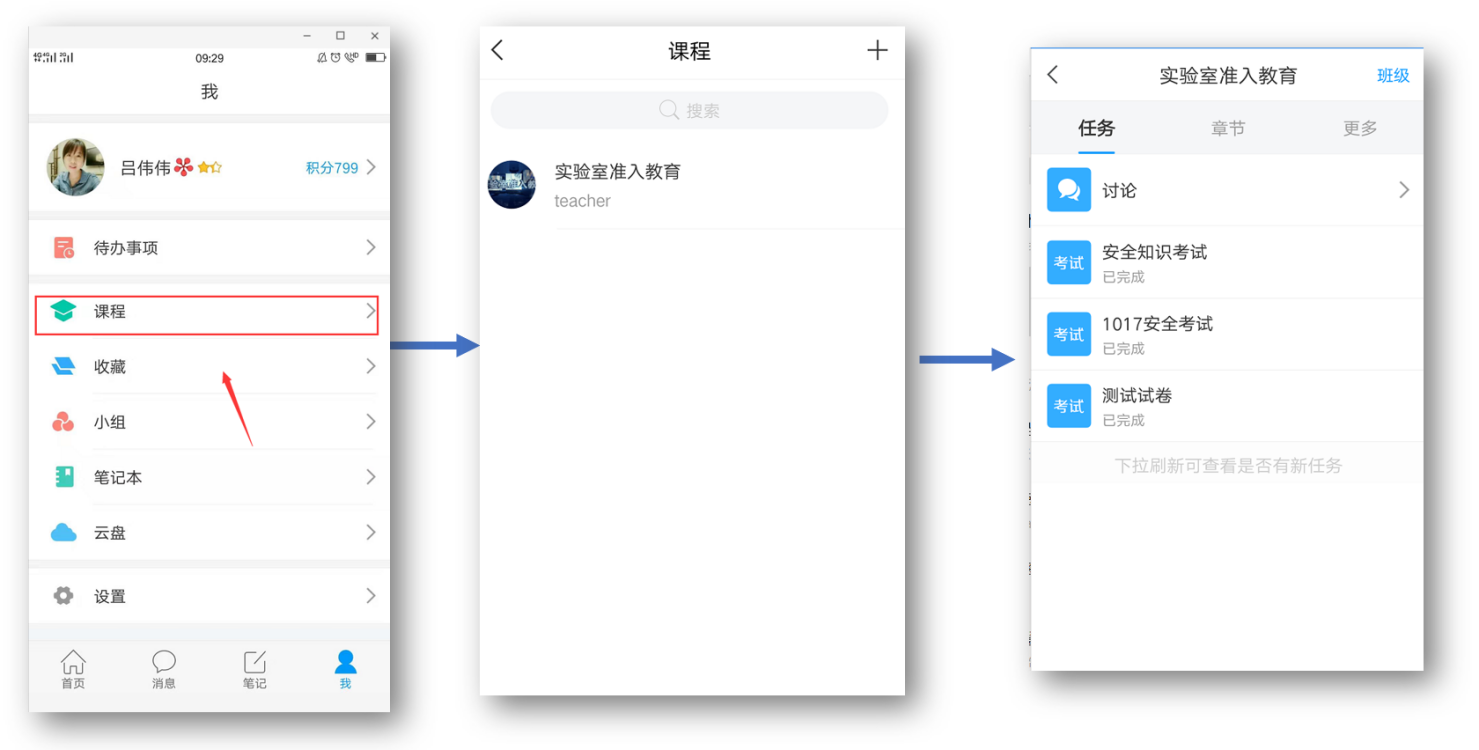 09:29
我
吕伟伟
积分799
待办事项
课程
收藏
小组
笔记本
云盘
设置
首页
消息
笔记
我
课程
搜索
实验室准入教育
teacher
实验室准入教育
班级
任务
章节
更多
讨论
考试
安全知识考试
已完成
考试
1017安全考试
已完成
考试
测试试卷
已完成
下拉刷新可查看是否有新任务